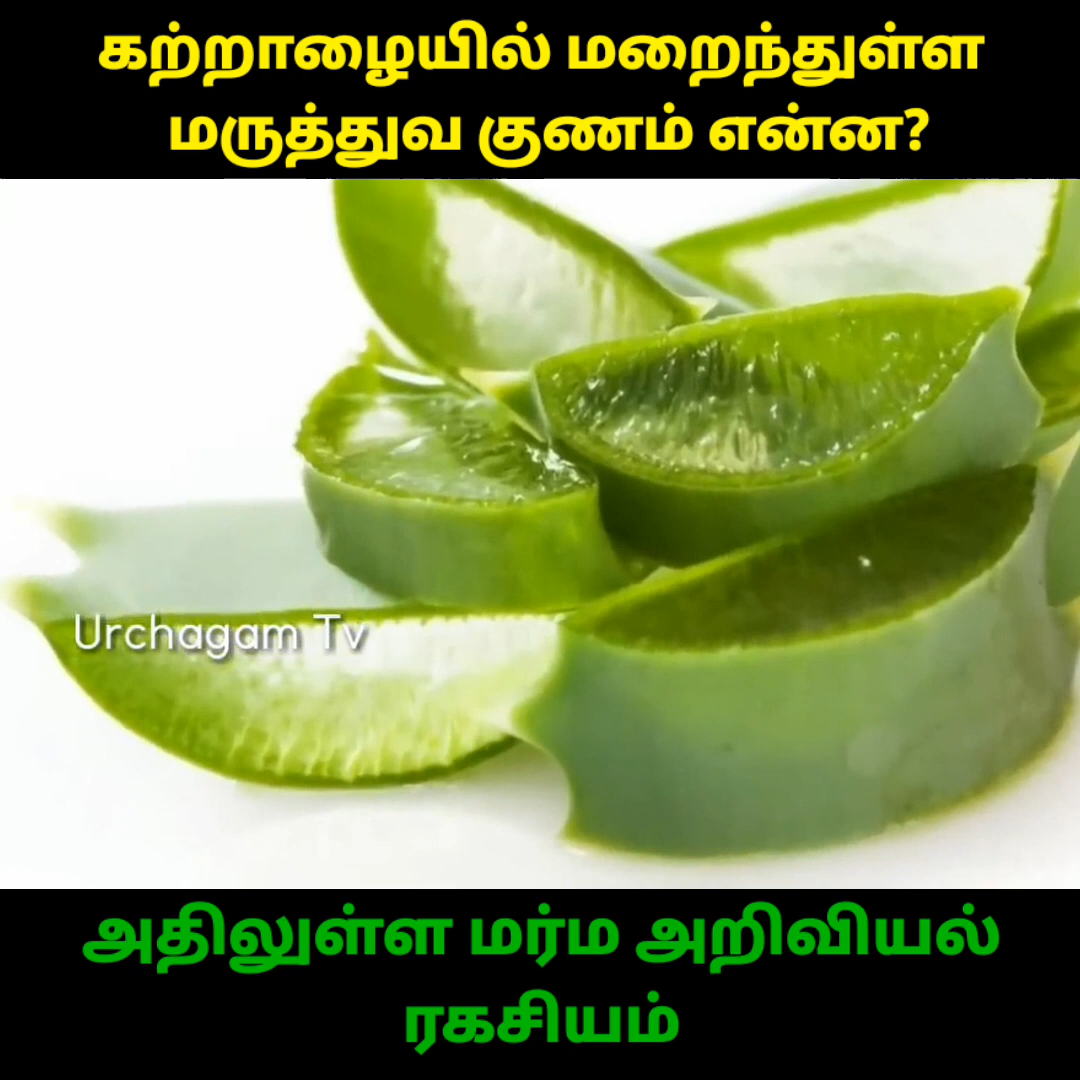 கற்றாழையில் மறைந்துள்ள
மருத்துவ குணம் என்ன?
Urchagam Tv
அதிலுள்ள மர்ம அறிவியல்
ரகசியம்